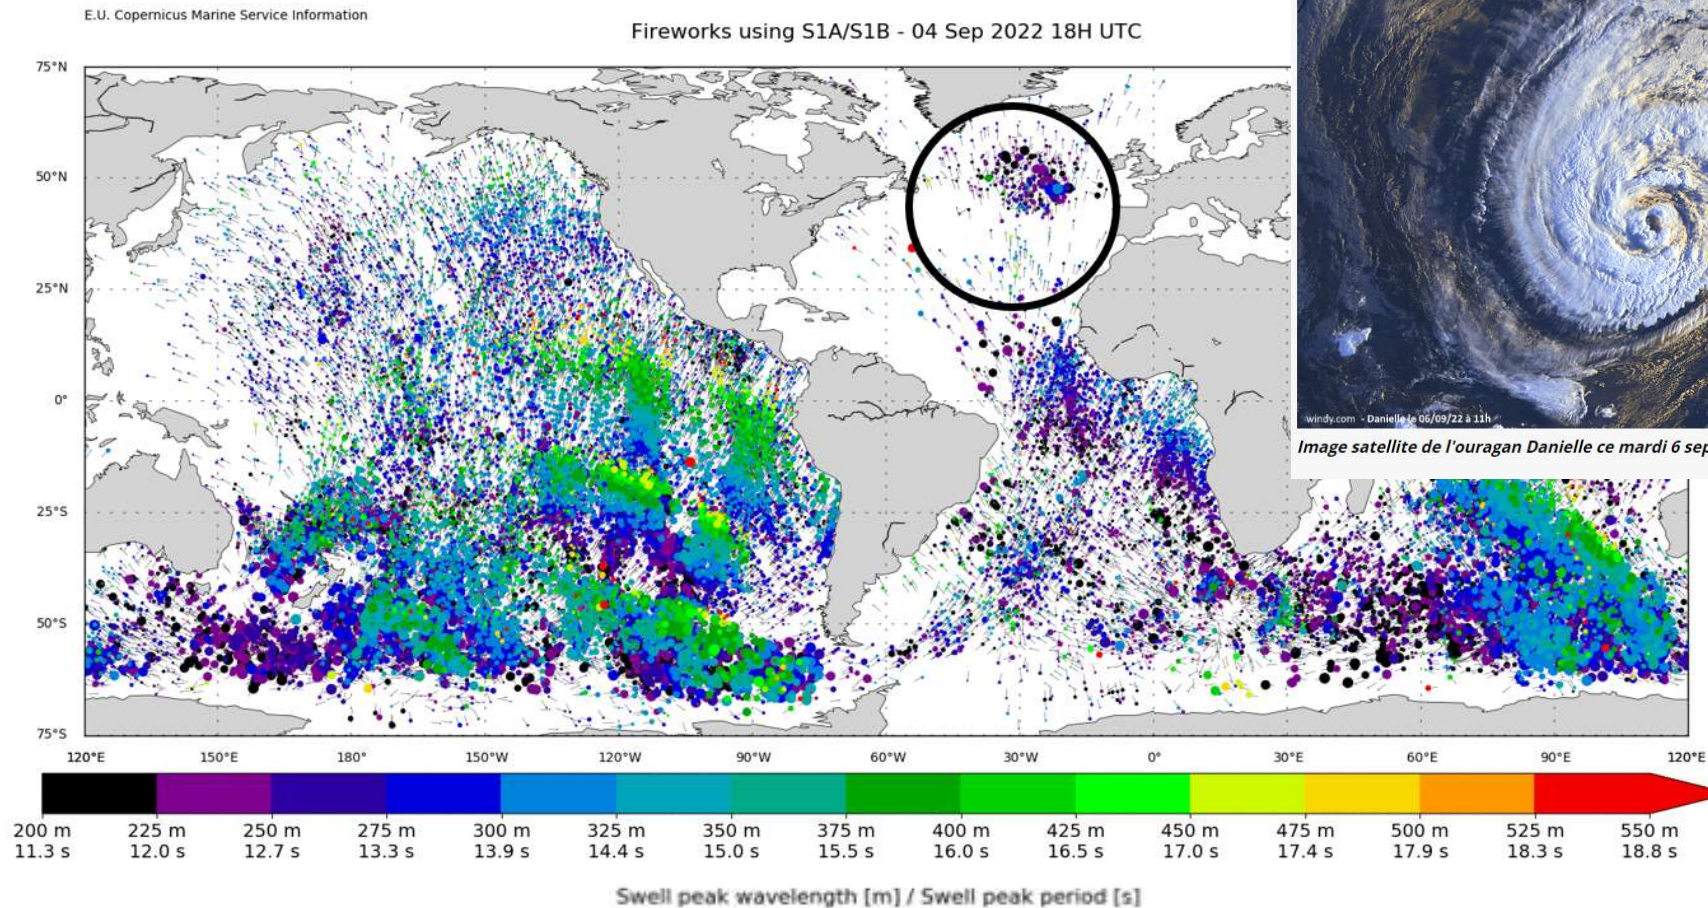 E.U. Copernicus Marine Service Information
Fireworks using S1A/S1B - 04 Sep 2022 18H UTC
75°N
50°N
25°N
0°
25°S
50°S
75°S
120°E 150°E 180° 150°W 120°W 90°W 60°W 30°W 0° 30°E 60°E 90°E 120°E
windy.com - Danielle le 06/09/22 à 11h
Image satellite de l'ouragan Danielle ce mardi 6 sep
200 m 225 m 250 m 275 m 300 m 325 m 350 m 375 m 400 m 425 m 450 m 475 m 500 m 525 m 550 m
11.3 s 12.0 s 12.7 s 13.3 s 13.9 s 14.4 s 15.0 s 15.5 s 16.0 s 16.5 s 17.0 s 17.4 s 17.9 s 18.3 s 18.8 s
Swell peak wavelength [m] / Swell peak period [s]